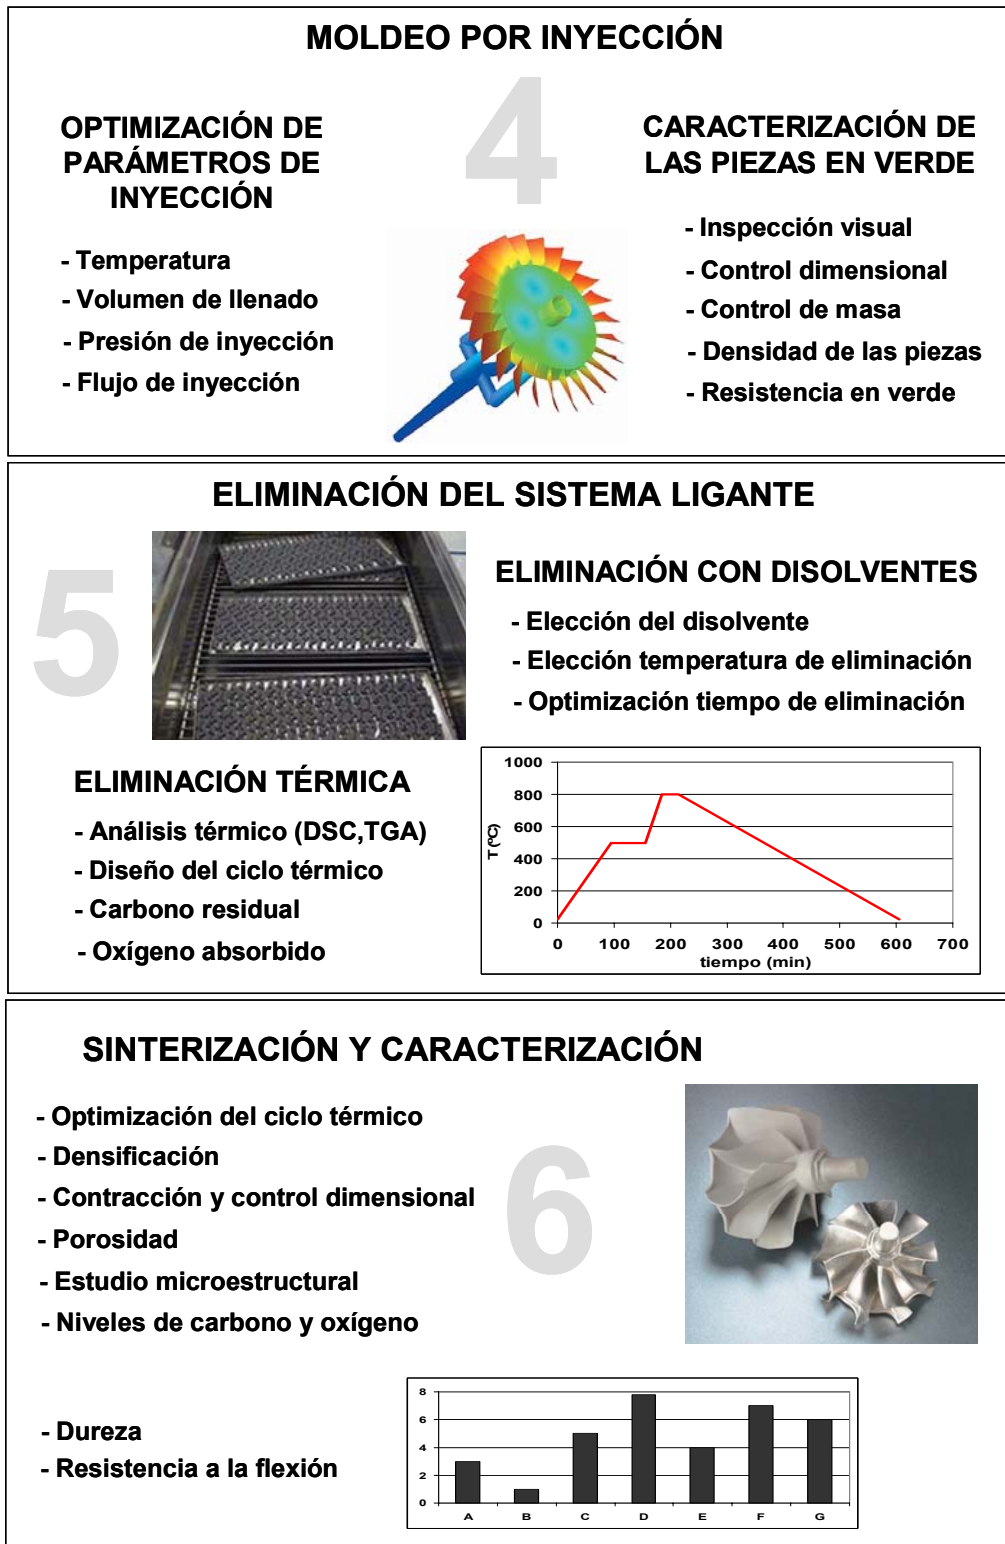 MOLDEO POR INYECCIÓN
4
OPTIMIZACIÓN DE
PARÁMETROS DE
INYECCIÓN
- Temperatura
- Volumen de llenado
- Presión de inyección
- Flujo de inyección
CARACTERIZACIÓN DE
LAS PIEZAS EN VERDE
- Inspección visual
- Control dimensional
- Control de masa
- Densidad de las piezas
- Resistencia en verde
ELIMINACIÓN DEL SISTEMA LIGANTE
5
ELIMINACIÓN CON DISOLVENTES
- Elección del disolvente
- Elección temperatura de eliminación
- Optimización tiempo de eliminación
ELIMINACIÓN TÉRMICA
- Análisis térmico (DSC,TGA)
- Diseño del ciclo térmico
- Carbono residual
- Oxígeno absorbido
1000
800
600
400
200
0
T (ºC)
0 100 200 300 400 500 600 700
tiempo (min)
SINTERIZACIÓN Y CARACTERIZACIÓN
- Optimización del ciclo térmico
- Densificación
- Contracción y control dimensional
- Porosidad
- Estudio microestructural
- Niveles de carbono y oxígeno
6
- Dureza
- Resistencia a la flexión
8
6
4
2
0
A B C D E F G